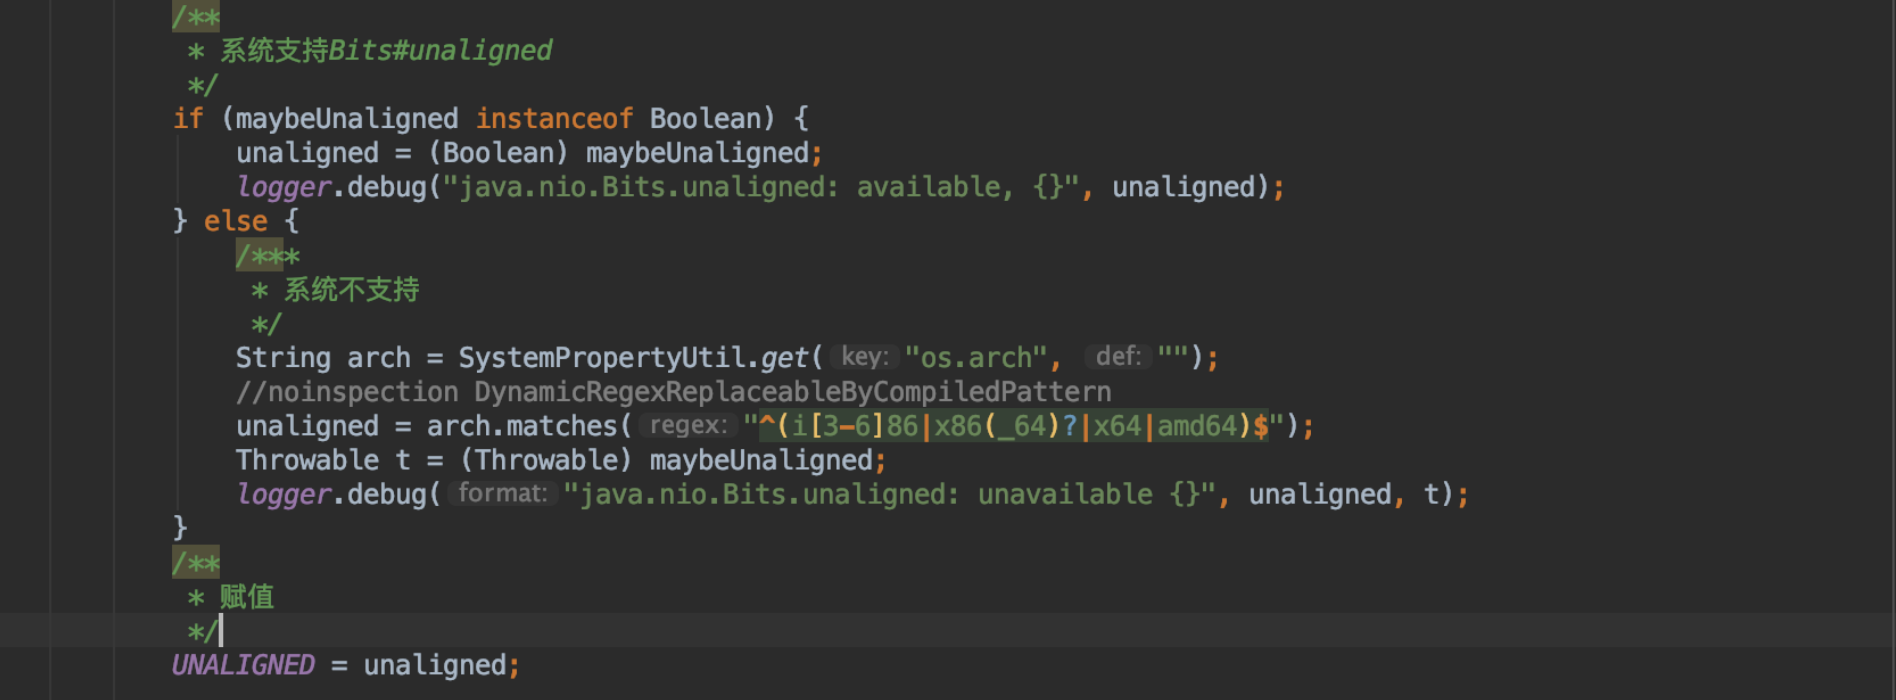 /**
 * 系统支持Bits#unaligned
 */
if (maybeUnaligned instanceof Boolean) {
    unaligned = (Boolean) maybeUnaligned;
    logger.debug("java.nio.Bits.unaligned: available, {}", unaligned);
} else {
    /***
     * 系统不支持
     */
    String arch = SystemPropertyUtil.get( key: "os.arch", def: "");
    //noinspection DynamicRegexReplaceableByCompiledPattern
    unaligned = arch.matches( regex: "^(i[3-6]86|x86(_64)?|x64|amd64)$");
    Throwable t = (Throwable) maybeUnaligned;
    logger.debug( format: "java.nio.Bits.unaligned: unavailable {}", unaligned, t);
}
/**
 * 赋值
 */
UNALIGNED = unaligned;